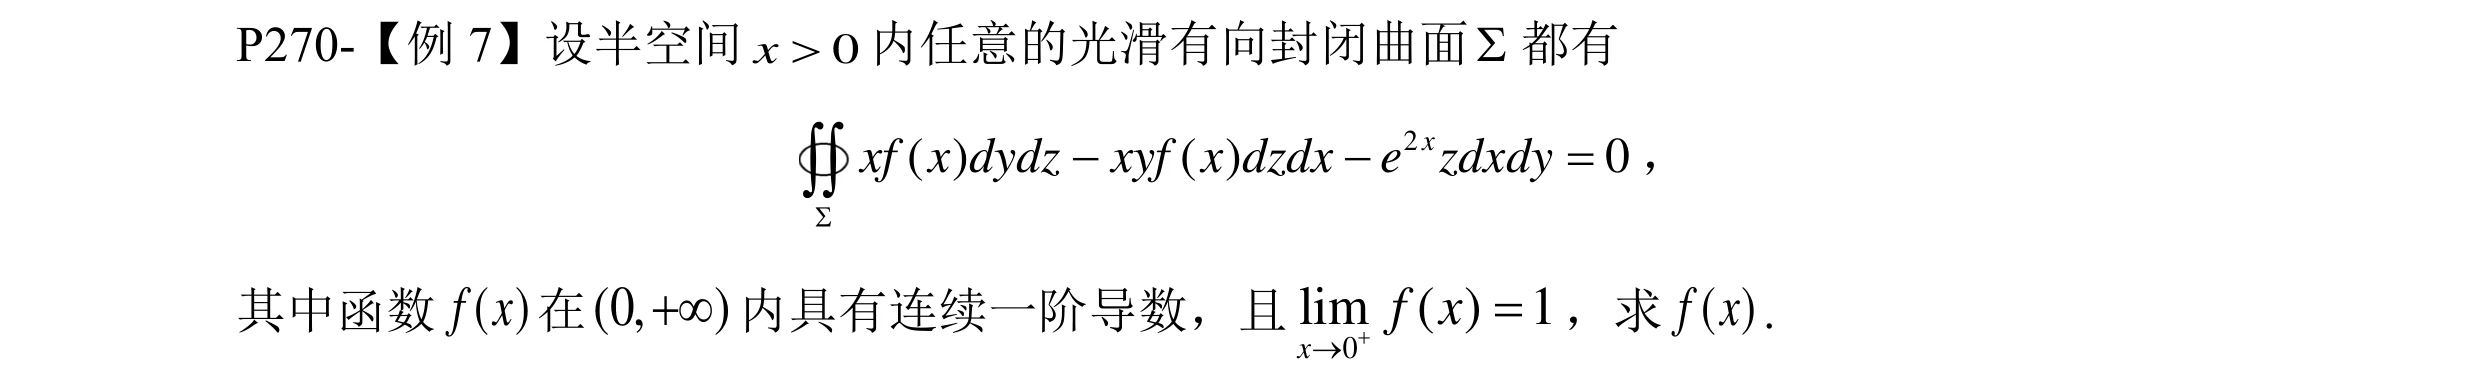 P270-【例 7】设半空间 x > 0 内任意的光滑有向封闭曲面 Σ 都有
∯_Σ xf(x)dydz − xyf(x)dzdx − e^{2x}zdxdy = 0，
其中函数 f(x) 在 (0,+∞) 内具有连续一阶导数，且 lim_{x→0⁺} f(x) = 1，求 f(x).